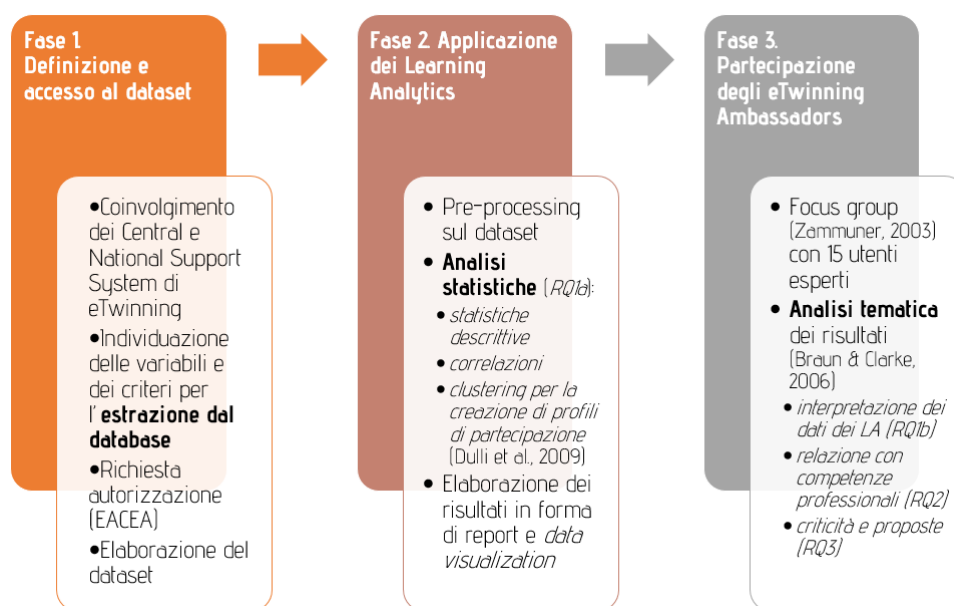 Fase 1.
Definizione e
accesso al dataset
•Coinvolgimento
dei Central e
National Support
System di
eTwinning
•Individuazione
delle variabili e
dei criteri per
l'estrazione dal
database
•Richiesta
autorizzazione
(EACEA)
•Elaborazione del
dataset
Fase 2. Applicazione
dei Learning
Analytics
• Pre-processing
sul dataset
• Analisi
statistiche (RQ1a):
• statistiche
descrittive
• correlazioni
• clustering per la
creazione di profili
di partecipazione
(Dulli et al., 2009)
• Elaborazione dei
risultati in forma
di report e data
visualization
Fase 3.
Partecipazione
degli eTwinning
Ambassadors
• Focus group
(Zammuner, 2003)
con 15 utenti
esperti
• Analisi tematica
dei risultati
(Braun & Clarke,
2006)
• interpretazione dei
dati dei LA (RQ1b)
• relazione con
competenze
professionali (RQ2)
• criticità e proposte
(RQ3)